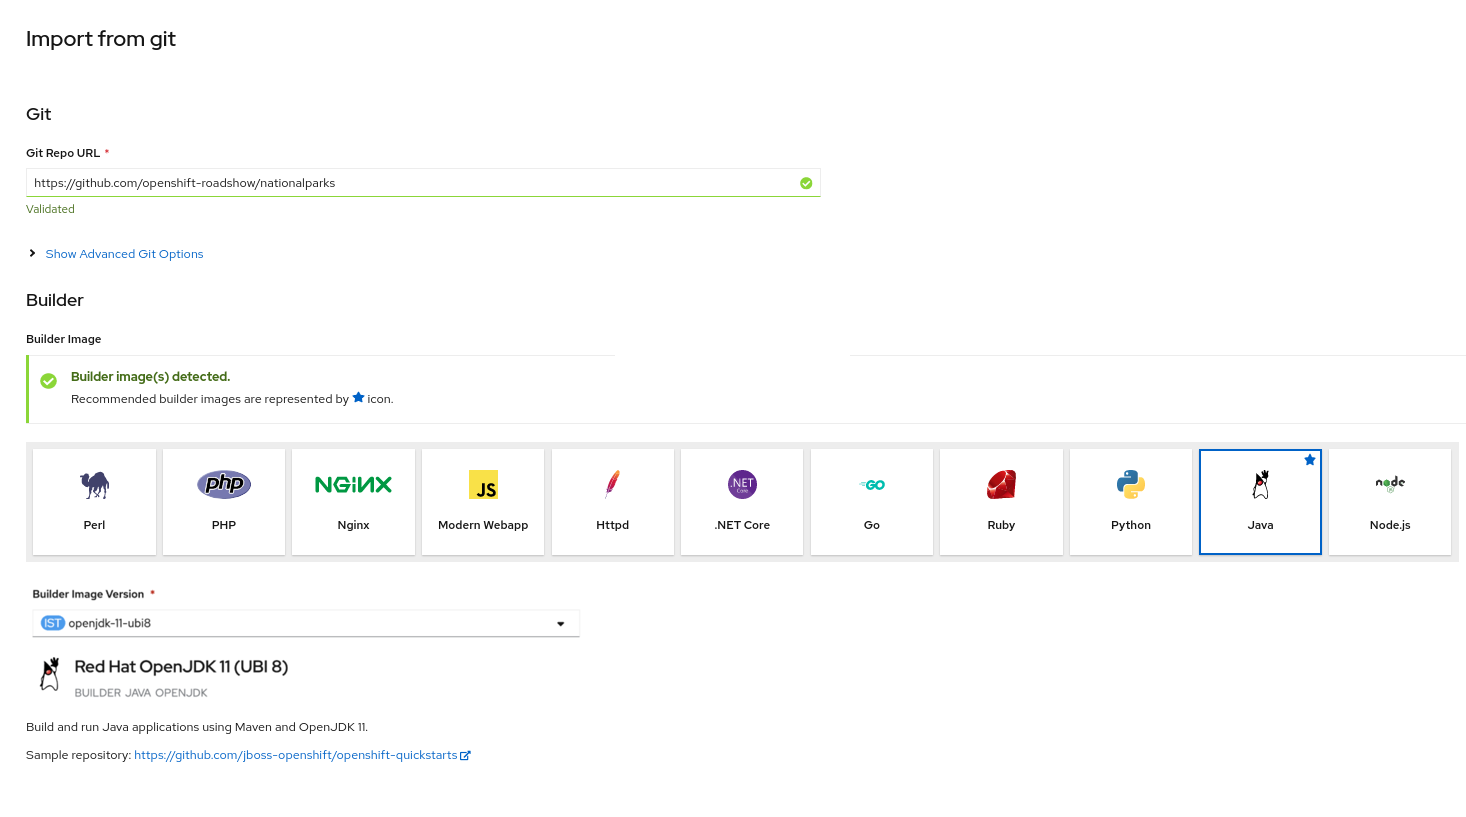 Import from git
Git
Git Repo URL *
https://github.com/openshift-roadshow/nationalparks
Validated
Show Advanced Git Options
Builder
Builder Image
Builder image(s) detected.
Recommended builder images are represented by icon.
php NGINX JS .NET Core GO node
Perl PHP Nginx Modern Webapp Httpd .NET Core Go Ruby Python Java Node.js
Builder Image Version *
IST openjdk-11-ubi8
Red Hat OpenJDK 11 (UBI 8)
BUILDER JAVA OPENJDK
Build and run Java applications using Maven and OpenJDK 11.
Sample repository: https://github.com/jboss-openshift/openshift-quickstarts